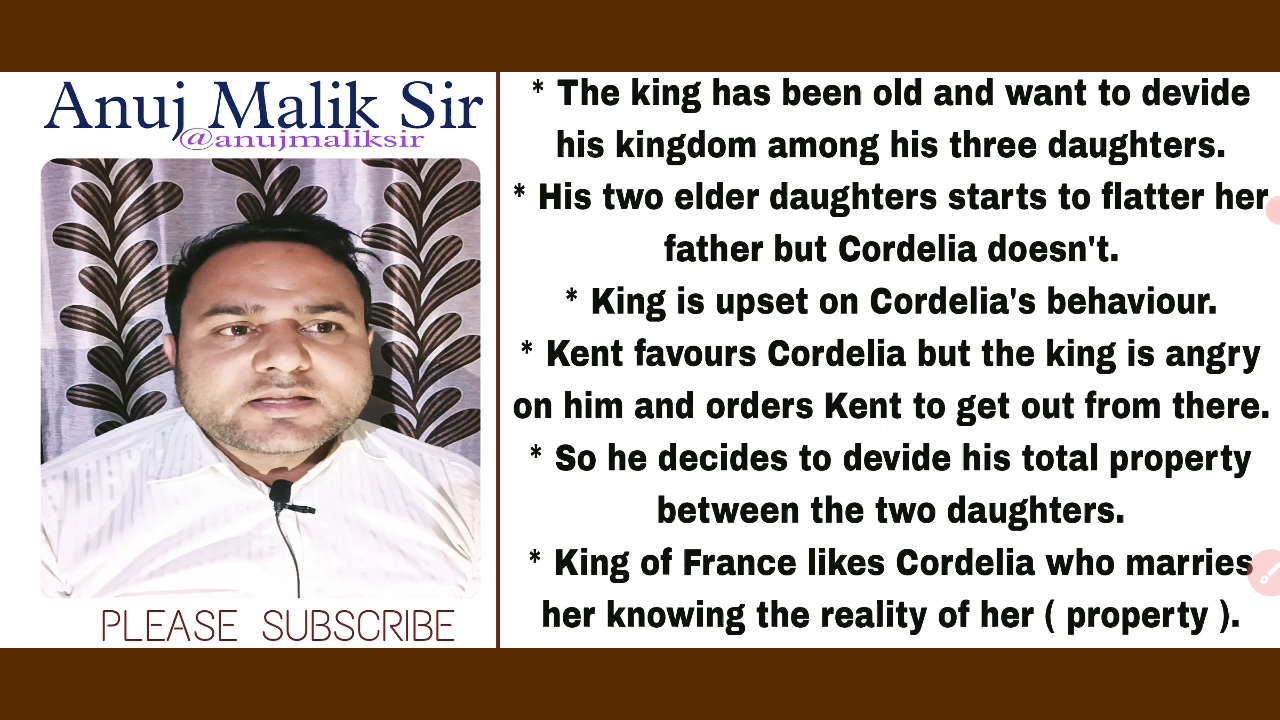 Anuj Malik Sir
@anujmaliksir
PLEASE SUBSCRIBE
* The king has been old and want to devide
his kingdom among his three daughters.
* His two elder daughters starts to flatter her
father but Cordelia doesn't.
* King is upset on Cordelia's behaviour.
* Kent favours Cordelia but the king is angry
on him and orders Kent to get out from there.
* So he decides to devide his total property
between the two daughters.
* King of France likes Cordelia who marries
her knowing the reality of her ( property ).